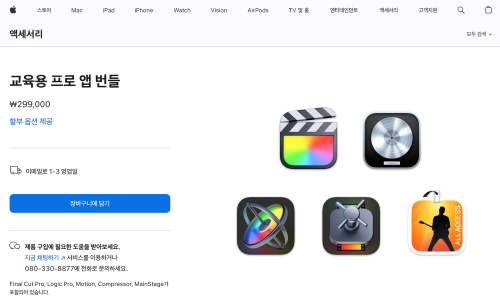 스토어 Mac iPad iPhone Watch Vision AirPods TV 및 홈 엔터테인먼트 액세서리 고객지원
액세서리
모두 검색
교육용 프로 앱 번들
₩299,000
할부 옵션 제공
이메일로 1–3 영업일
장바구니에 담기
제품 구입에 필요한 도움을 받아보세요.
지금 채팅하기 서비스를 이용하거나
080-330-8877에 전화로 문의하세요.
Final Cut Pro, Logic Pro, Motion, Compressor, MainStage가
포함되어 있습니다.
ALL ACCESS